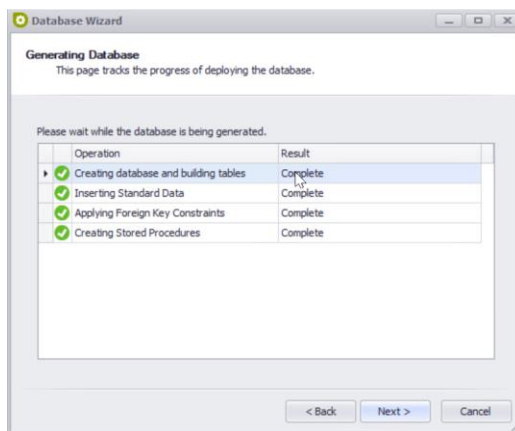 Database Wizard
Generating Database
This page tracks the progress of deploying the database.
Please wait while the database is being generated.
Operation Result
Creating database and building tables Complete
Inserting Standard Data Complete
Applying Foreign Key Constraints Complete
Creating Stored Procedures Complete
< Back Next > Cancel